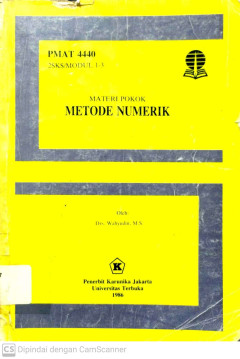 PMAT 4440
2SKS/MODUL 1-3
MATERI POKOK
METODE NUMERIK
Oleh:
Drs. Wahyudin, M.S
K
Penerbit Karunika Jakarta
Universitas Terbuka
1986
CS Dipindai dengan CamScanner